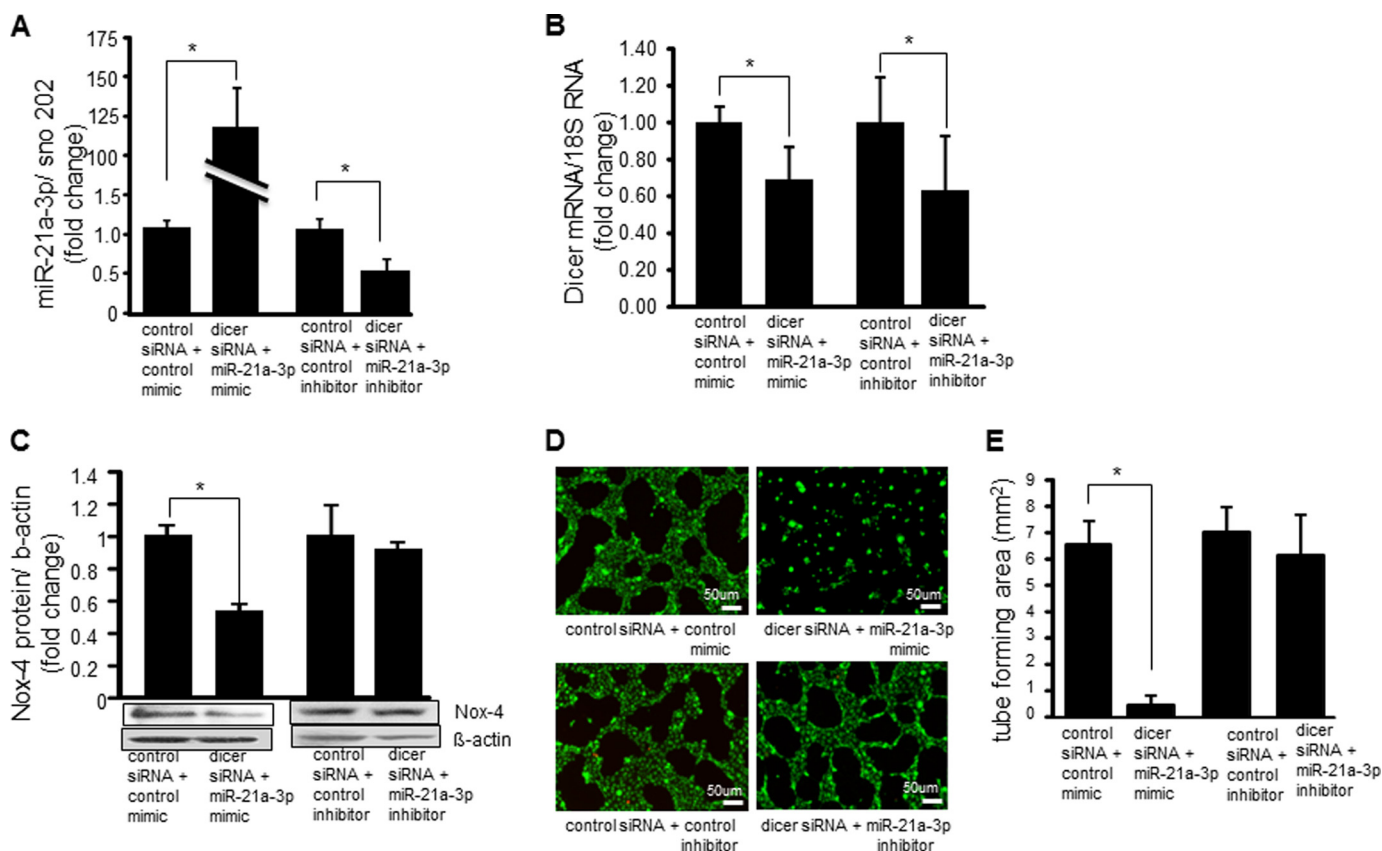 A
miR-21a-3p/ sno 202
(fold change)
175
150
125
100
1.5
1.0
0.5
0
*
*
control
siRNA +
control
mimic
dicer
siRNA +
miR-21a-3p
mimic
control
siRNA +
control
inhibitor
dicer
siRNA +
miR-21a-3p
inhibitor
B
Dicer mRNA/18S RNA
(fold change)
1.40
1.20
1.00
0.80
0.60
0.40
0.20
0.00
*
*
control
siRNA +
control
mimic
dicer
siRNA +
miR-21a-3p
mimic
control
siRNA +
control
inhibitor
dicer
siRNA +
miR-21a-3p
inhibitor
C
Nox-4 protein/ b-actin
(fold change)
1.4
1.2
1
0.8
0.6
0.4
0.2
0
*
Nox-4
ß-actin
control
siRNA +
control
mimic
dicer
siRNA +
miR-21a-3p
mimic
control
siRNA +
control
inhibitor
dicer
siRNA +
miR-21a-3p
inhibitor
D
50um
50um
control siRNA + control
mimic
dicer siRNA + miR-21a-3p
mimic
50um
50um
control siRNA + control
inhibitor
dicer siRNA + miR-21a-3p
inhibitor
E
tube forming area (mm²)
9
8
7
6
5
4
3
2
1
0
*
control
siRNA +
control
mimic
dicer
siRNA +
miR-21a-3p
mimic
control
siRNA +
control
inhibitor
dicer
siRNA +
miR-21a-3p
inhibitor